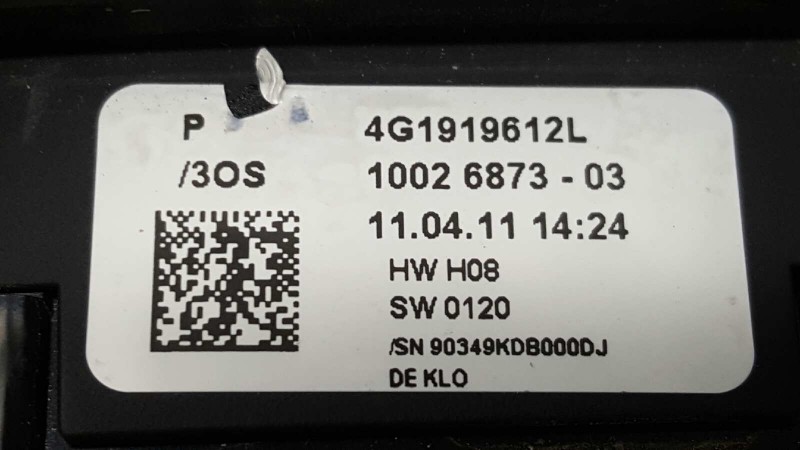 P 4G1919612L
/3OS 1002 6873 - 03
11.04.11 14:24
HW H08
SW 0120
/SN 90349KDB000DJ
DE KLO